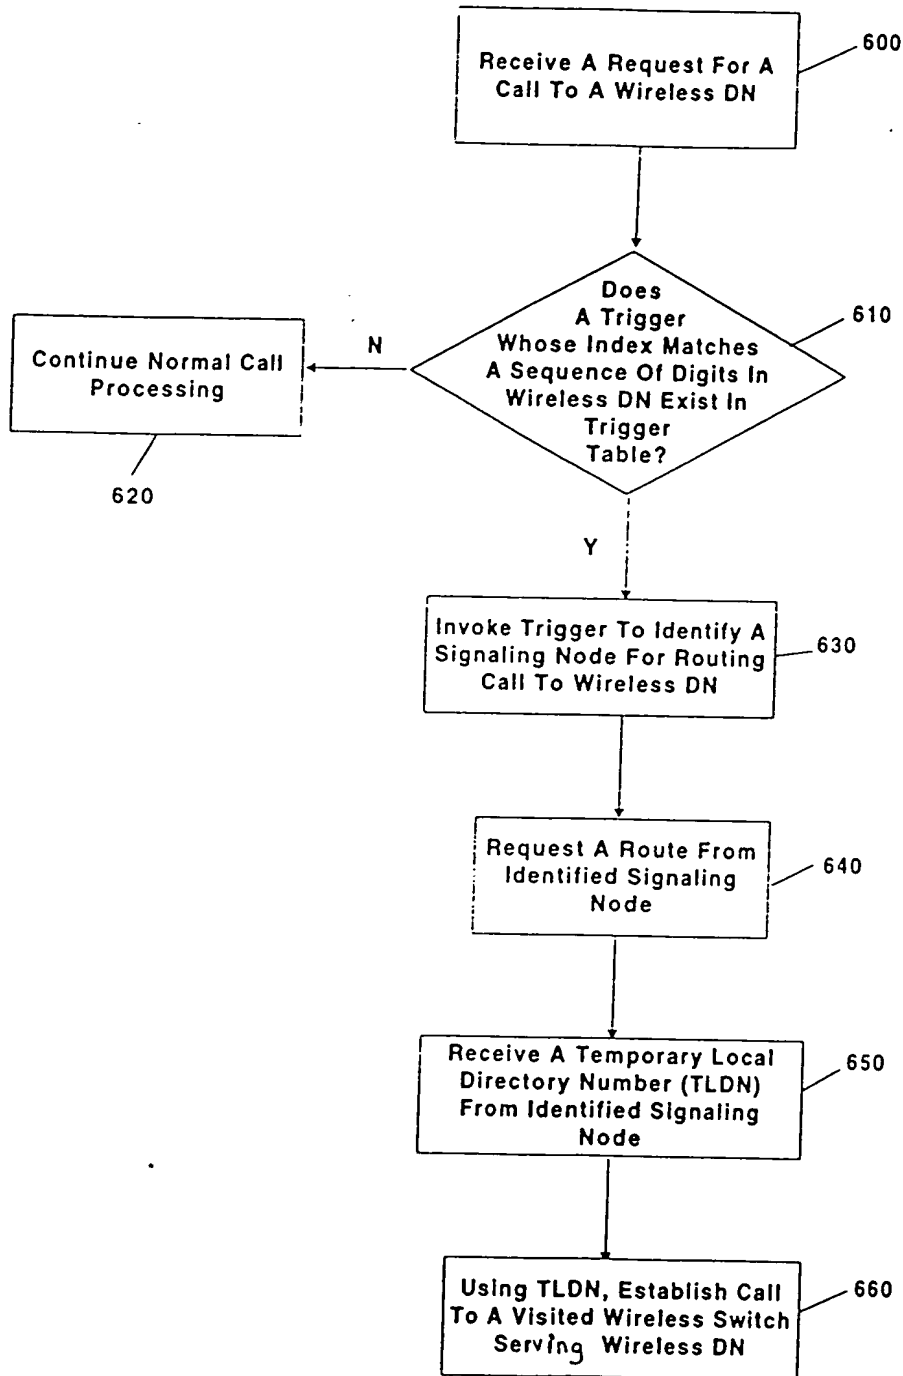 Receive A Request For A
Call To A Wireless DN
600
Does
A Trigger
Whose Index Matches
A Sequence Of Digits In
Wireless DN Exist In
Trigger
Table?
610
N
Continue Normal Call
Processing
620
Y
Invoke Trigger To Identify A
Signaling Node For Routing
Call To Wireless DN
630
Request A Route From
Identified Signaling
Node
640
Receive A Temporary Local
Directory Number (TLDN)
From Identified Signaling
Node
650
Using TLDN, Establish Call
To A Visited Wireless Switch
Serving Wireless DN
660